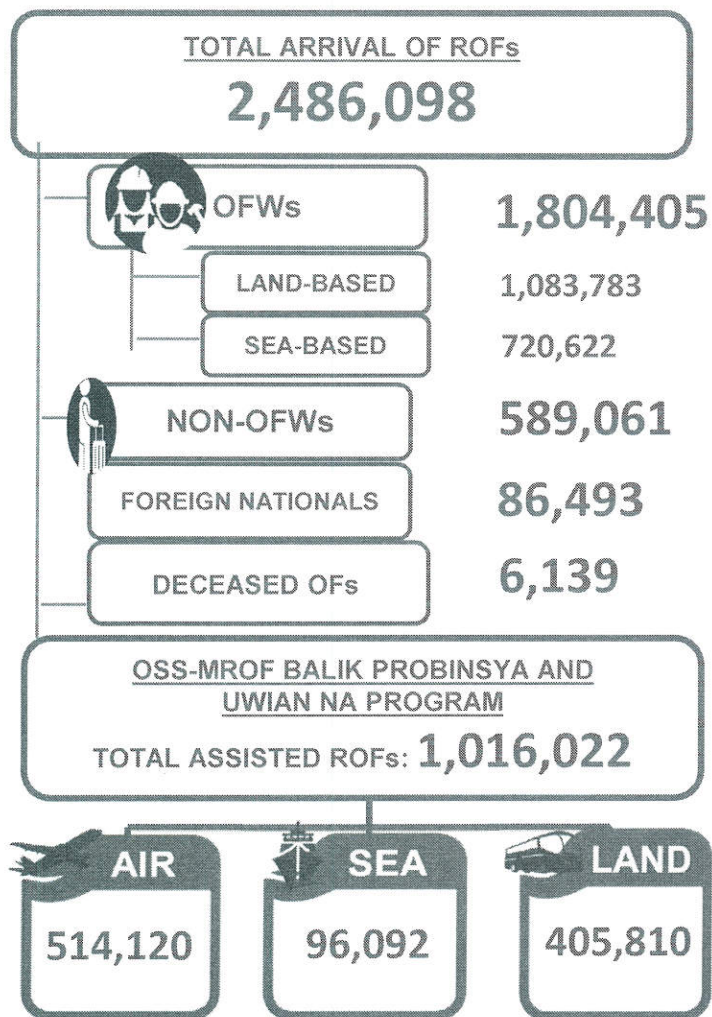 TOTAL ARRIVAL OF ROFs
2,486,098
OFWs 1,804,405
LAND-BASED 1,083,783
SEA-BASED 720,622
NON-OFWs 589,061
FOREIGN NATIONALS 86,493
DECEASED OFs 6,139
OSS-MROF BALIK PROBINSYA AND
UWIAN NA PROGRAM
TOTAL ASSISTED ROFs: 1,016,022
AIR SEA LAND
514,120 96,092 405,810